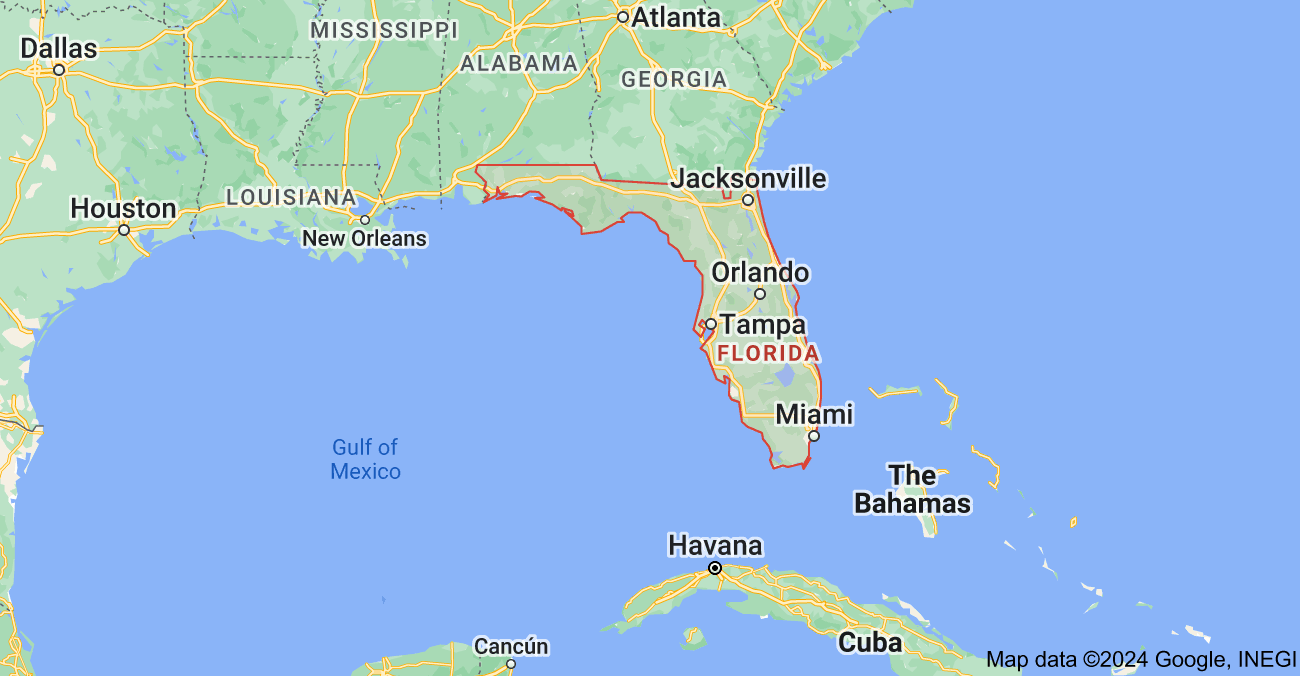 Atlanta
MISSISSIPPI
Dallas
ALABAMA
GEORGIA
Jacksonville
LOUISIANA
Houston
New Orleans
Orlando
Tampa
FLORIDA
Miami
Gulf of
Mexico
The
Bahamas
Havana
Cuba
Cancún
Map data ©2024 Google, INEGI